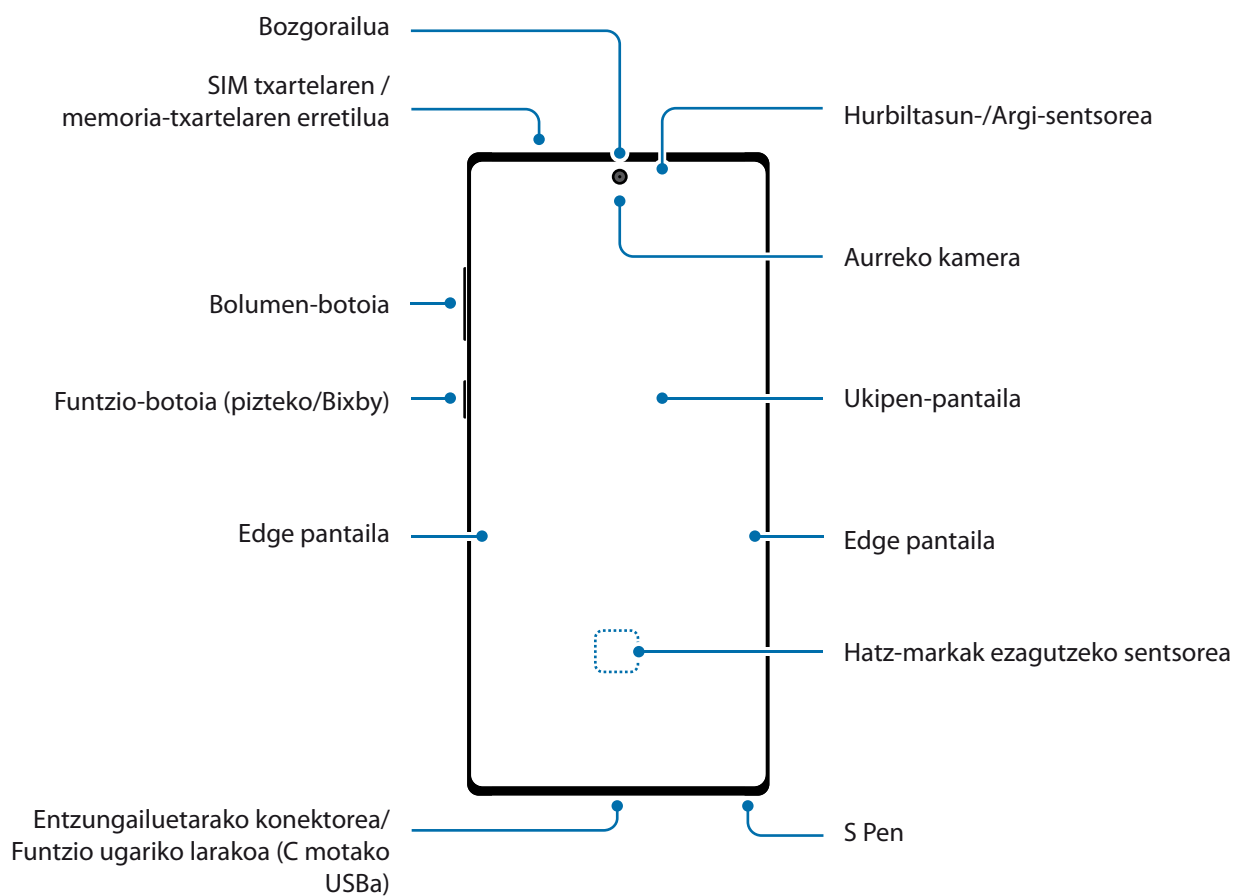 Bozgorailua
SIM txartelaren /
memoria-txartelaren erretilua
Bolumen-botoia
Funtzio-botoia (pizteko/Bixby)
Edge pantaila
Entzungailuetarako konektorea/
Funtzio ugariko larakoa (C motako
USBa)
Hurbiltasun-/Argi-sentsorea
Aurreko kamera
Ukipen-pantaila
Edge pantaila
Hatz-markak ezagutzeko sentsorea
S Pen